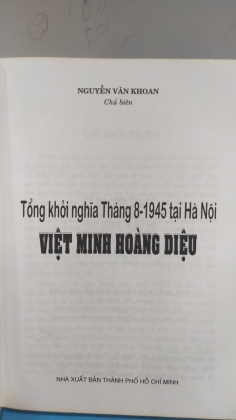 NGUYỄN VĂN KHOAN
Chủ biên
Tổng khởi nghĩa Tháng 8-1945 tại Hà Nội
VIỆT MINH HOÀNG DIỆU
NHÀ XUẤT BẢN THÀNH PHỐ HỒ CHÍ MINH